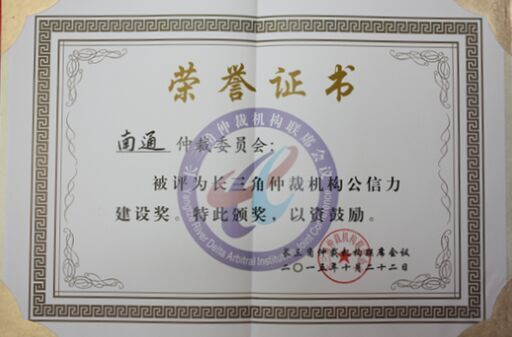 荣誉证书
南通 仲裁委员会:
被评为长三角仲裁机构公信力
建设奖。特此颁奖,以资鼓励。
长三角仲裁机构联席会议
二〇一三年十月二十二日